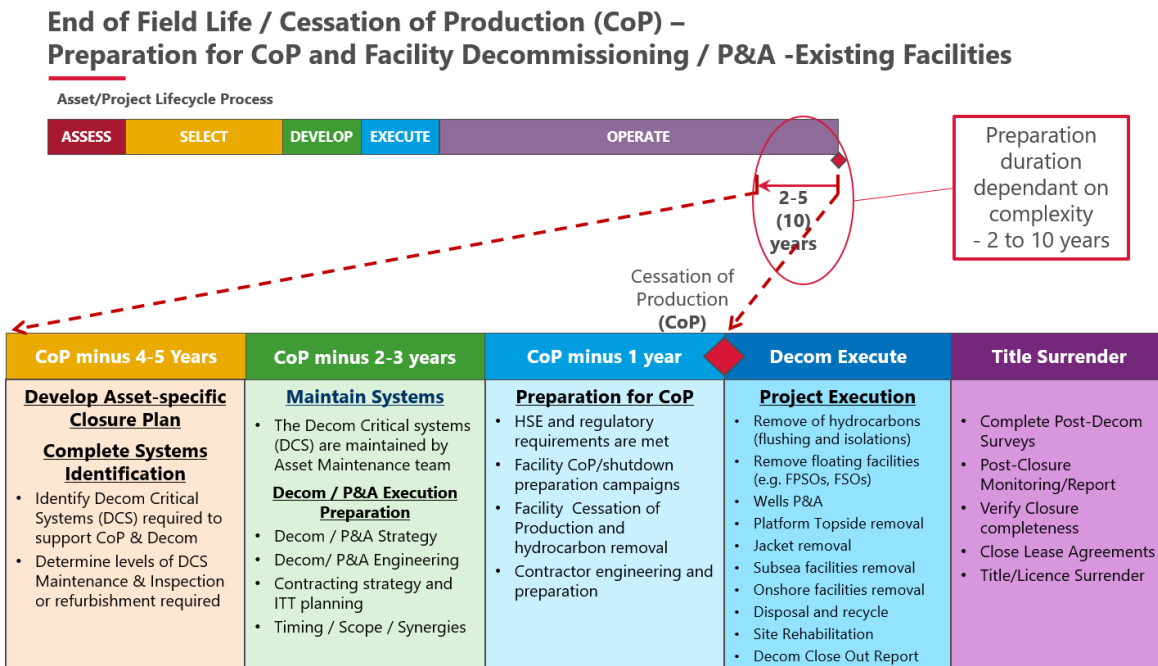 End of Field Life / Cessation of Production (CoP) –
Preparation for CoP and Facility Decommissioning / P&A -Existing Facilities
Asset/Project Lifecycle Process
ASSESS
SELECT
DEVELOP
EXECUTE
OPERATE
2-5
(10)
years
Preparation
duration
dependant on
complexity
- 2 to 10 years
Cessation of
Production
(CoP)
CoP minus 4-5 Years
Develop Asset-specific
Closure Plan
Complete Systems
Identification
• Identify Decom Critical
Systems (DCS) required to
support CoP & Decom
• Determine levels of DCS
Maintenance & Inspection
or refurbishment required
CoP minus 2-3 years
Maintain Systems
• The Decom Critical systems
(DCS) are maintained by
Asset Maintenance team
Decom / P&A Execution
Preparation
• Decom / P&A Strategy
• Decom/ P&A Engineering
• Contracting strategy and
ITT planning
• Timing / Scope / Synergies
CoP minus 1 year
Preparation for CoP
• HSE and regulatory
requirements are met
• Facility CoP/shutdown
preparation campaigns
• Facility Cessation of
Production and
hydrocarbon removal
• Contractor engineering and
preparation
Decom Execute
Project Execution
• Remove of hydrocarbons
(flushing and isolations)
• Remove floating facilities
(e.g. FPSOs, FSOs)
• Wells P&A
• Platform Topside removal
• Jacket removal
• Subsea facilities removal
• Onshore facilities removal
• Disposal and recycle
• Site Rehabilitation
• Decom Close Out Report
Title Surrender
• Complete Post-Decom
Surveys
• Post-Closure
Monitoring/Report
• Verify Closure
completeness
• Close Lease Agreements
• Title/Licence Surrender